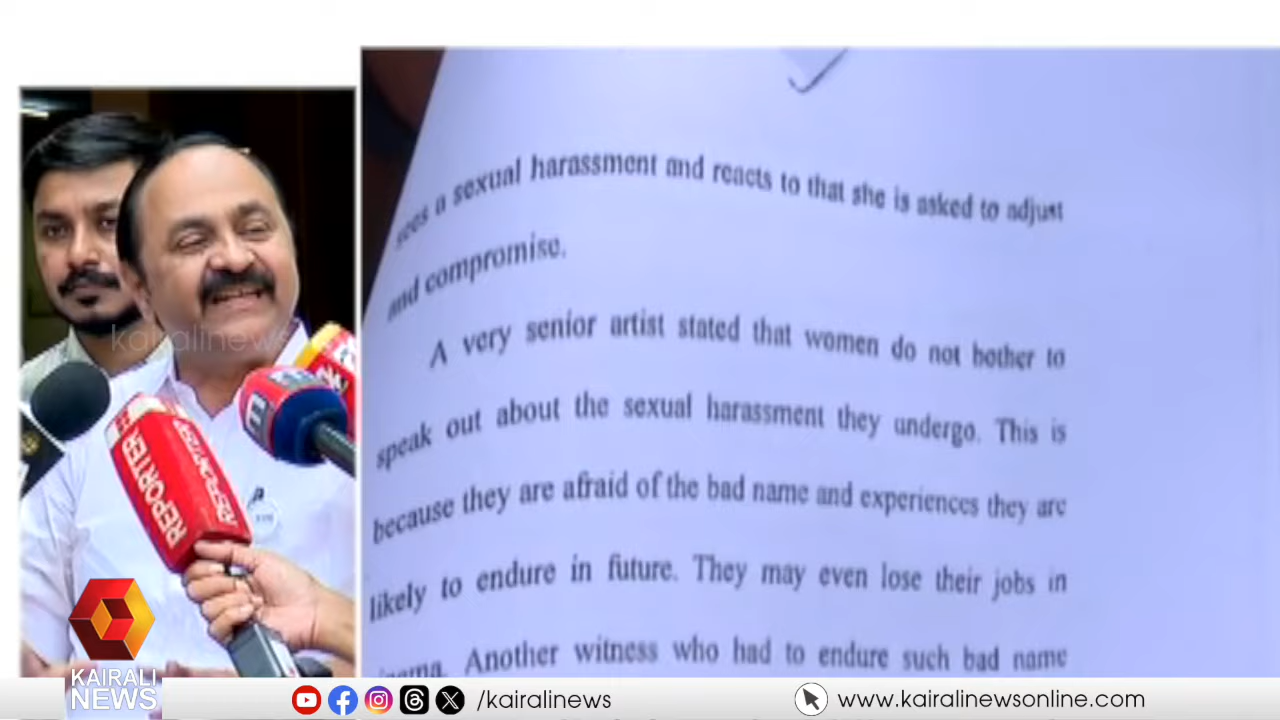 sees a sexual harassment and reacts to that she is asked to adjust
and compromise.
A very senior artist stated that women do not bother to
speak out about the sexual harassment they undergo. This is
because they are afraid of the bad name and experiences they are
likely to endure in future. They may even lose their jobs in
cinema. Another witness who had to endure such bad name
kairalinews
REPORTER
REPORTER
KAIRALI
NEWS
/kairalinews
www.kairalinewsonline.com